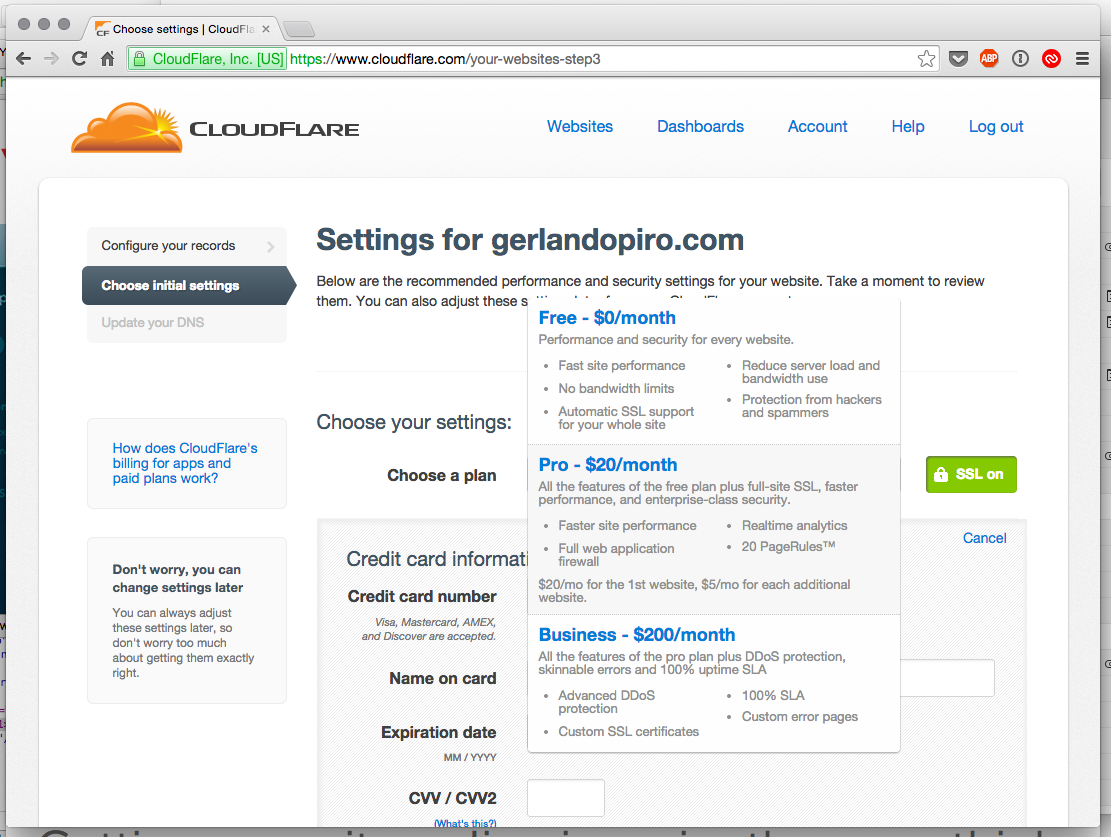 Choose settings | CloudFla
CloudFlare, Inc. [US] https://www.cloudflare.com/your-websites-step3
ABP
CLOUDFLARE
Websites Dashboards Account Help Log out
Configure your records
Choose initial settings
Update your DNS
How does CloudFlare's
billing for apps and
paid plans work?
Don't worry, you can
change settings later
You can always adjust
these settings later, so
don't worry too much
about getting them exactly
right.
Settings for gerlandopiro.com
Below are the recommended performance and security settings for your website. Take a moment to review
them. You can also adjust these
Choose your settings:
Choose a plan
Free - $0/month
Performance and security for every website.
• Fast site performance
• No bandwidth limits
• Automatic SSL support
for your whole site
• Reduce server load and
bandwidth use
• Protection from hackers
and spammers
Pro - $20/month
All the features of the free plan plus full-site SSL, faster
performance, and enterprise-class security.
• Faster site performance
• Full web application
firewall
• Realtime analytics
• 20 PageRules™
$20/mo for the 1st website, $5/mo for each additional
website.
Business - $200/month
All the features of the pro plan plus DDoS protection,
skinnable errors and 100% uptime SLA
• Advanced DDoS
protection
• Custom SSL certificates
• 100% SLA
• Custom error pages
SSL on
Cancel
Credit card informati
Credit card number
Visa, Mastercard, AMEX,
and Discover are accepted.
Name on card
Expiration date
MM / YYYY
CVV / CVV2
(What's this?)